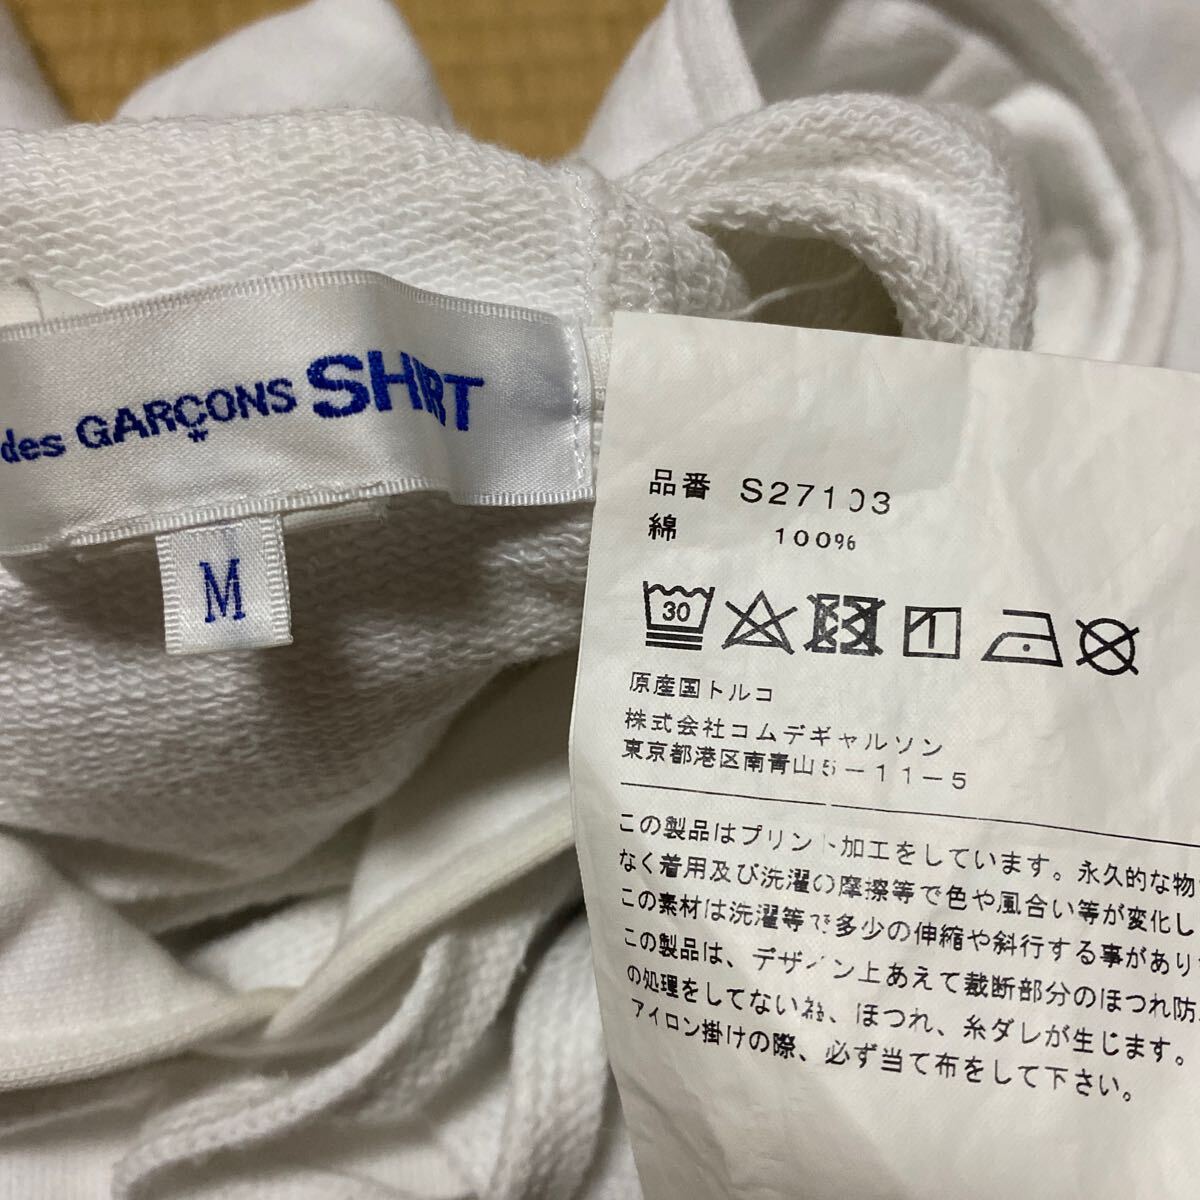 des GARÇONS SHIRT
M
品番 S27103
綿 100%
30
1
原産国トルコ
株式会社コムデギャルソン
東京都港区南青山5-11-5
この製品はプリント加工をしています。永久的な物
なく着用及び洗濯の摩擦等で色や風合い等が変化し
この素材は洗濯等で多少の伸縮や斜行する事があり
この製品は、デザイン上あえて裁断部分のほつれ防
の処理をしてない為、ほつれ、糸ダレが生じます。
アイロン掛けの際、必ず当て布をして下さい。